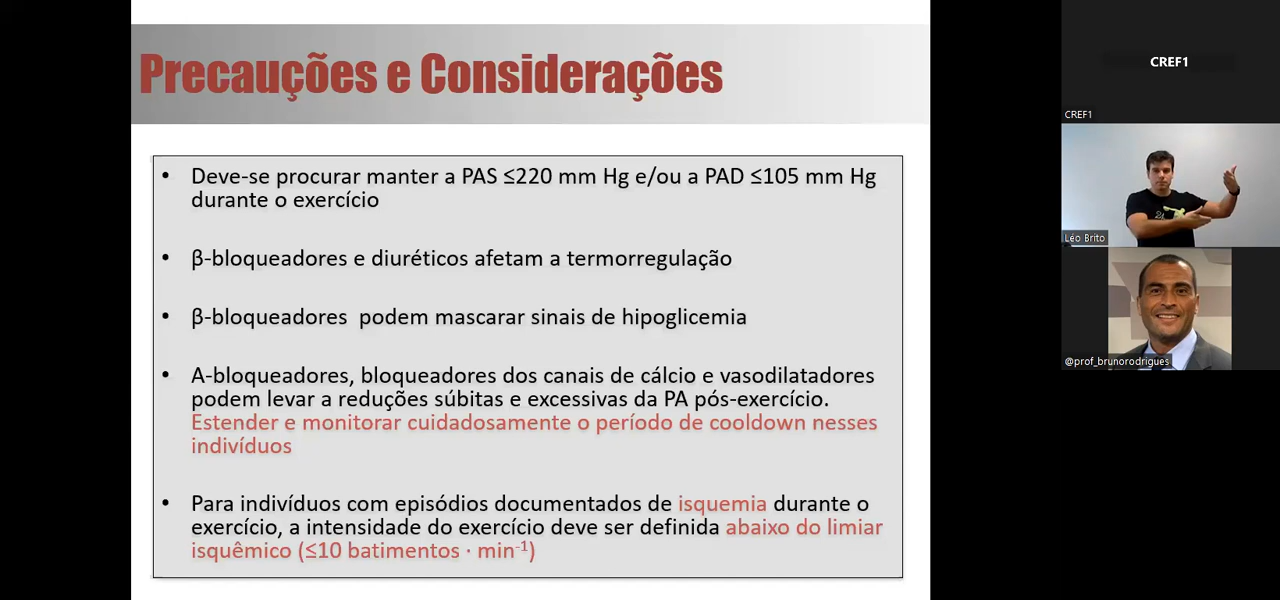 Precauções e Considerações
• Deve-se procurar manter a PAS ≤220 mm Hg e/ou a PAD ≤105 mm Hg
durante o exercício
• β-bloqueadores e diuréticos afetam a termorregulação
• β-bloqueadores  podem mascarar sinais de hipoglicemia
• Α-bloqueadores, bloqueadores dos canais de cálcio e vasodilatadores
podem levar a reduções súbitas e excessivas da PA pós-exercício.
Estender e monitorar cuidadosamente o período de cooldown nesses
indivíduos
• Para indivíduos com episódios documentados de isquemia durante o
exercício, a intensidade do exercício deve ser definida abaixo do limiar
isquêmico (≤10 batimentos · min⁻¹)
CREF1
CREF1
Léo Brito
@prof_brunorodrigues